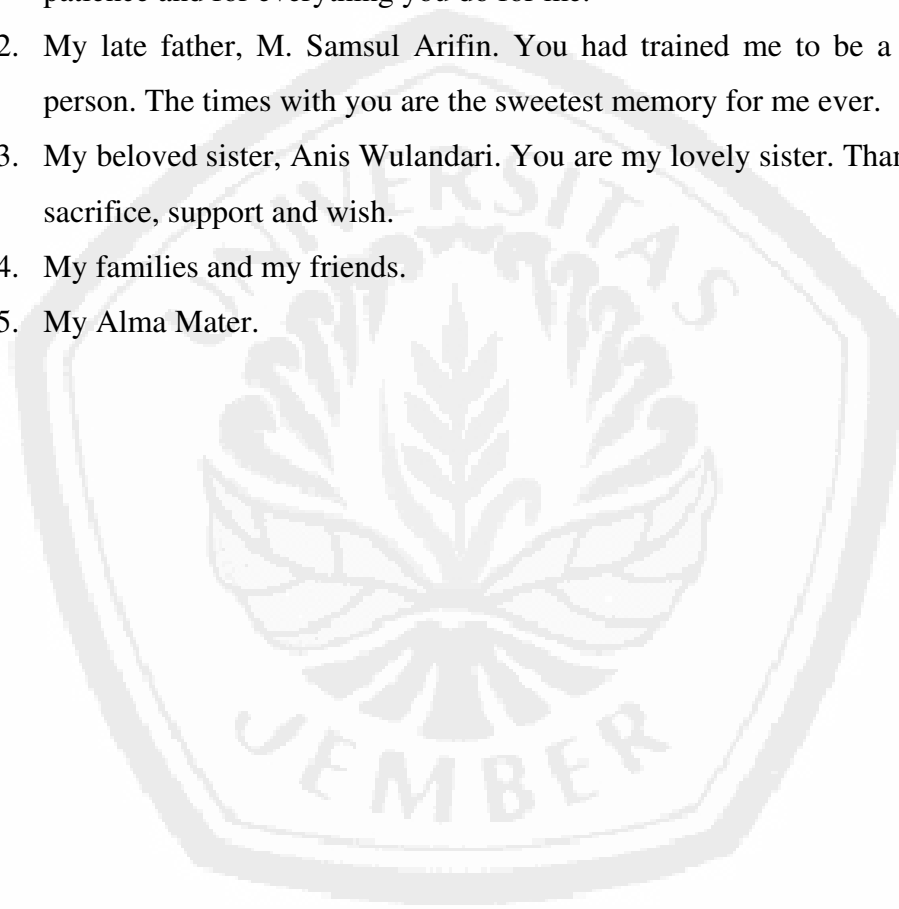 patience and for everything you do for me.
2. My late father, M. Samsul Arifin. You had trained me to be a
person. The times with you are the sweetest memory for me ever.
3. My beloved sister, Anis Wulandari. You are my lovely sister.
sacrifice, support and wish.
4. My families and my friends.
5. My Alma Mater.
UNIVERSITAS
JEMBER